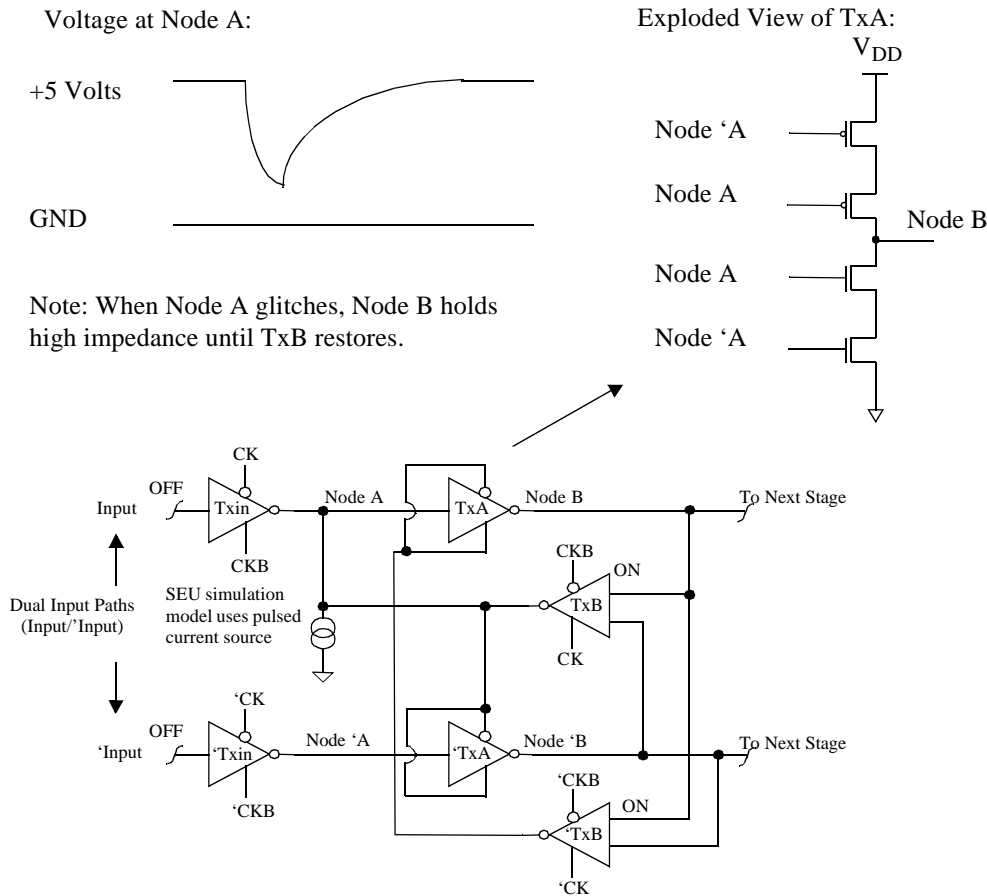 Voltage at Node A:
Exploded View of TxA:
VDD
+5 Volts
Node ‘A
Node A
GND
Node B
Node A
Note: When Node A glitches, Node B holds
high impedance until TxB restores.
Node ‘A
CK
OFF
Input
Txin
Node A
TxA
Node B
To Next Stage
CKB
CKB
ON
Dual Input Paths
(Input/’Input)
SEU simulation
model uses pulsed
current source
TxB
CK
‘CK
OFF
‘Input
‘Txin
Node ‘A
‘TxA
Node ‘B
To Next Stage
‘CKB
‘CKB
ON
‘TxB
‘CK